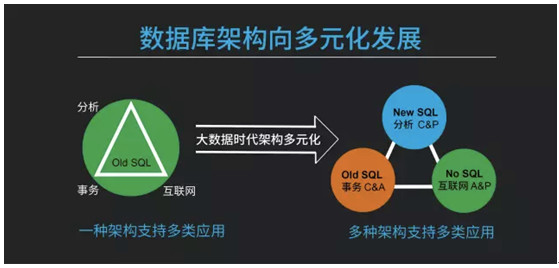 数据库架构向多元化发展
分析
Old SQL
事务
互联网
大数据时代架构多元化
New SQL
分析 C&P
Old SQL
事务 C&A
No SQL
互联网 A&P
一种架构支持多类应用
多种架构支持多类应用